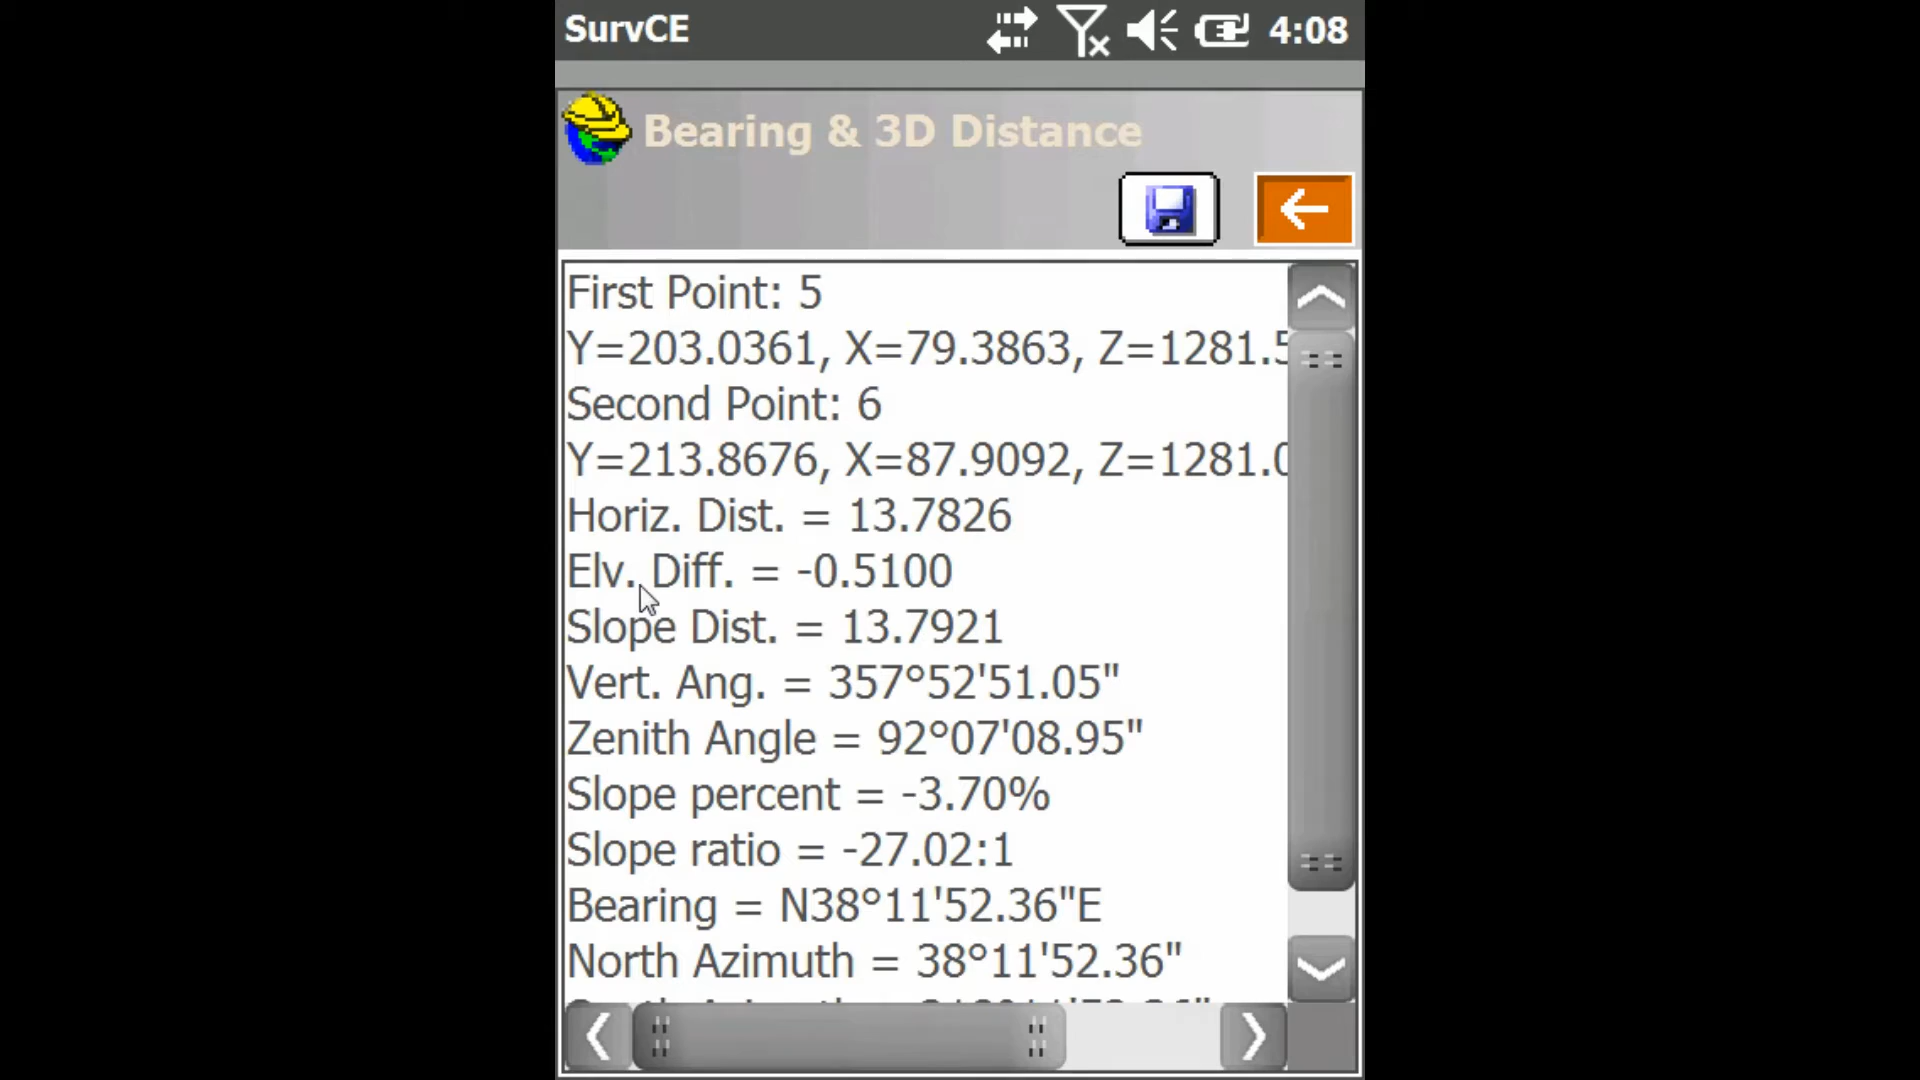 SurvCE
4:08
Bearing & 3D Distance
First Point: 5
Y=203.0361, X=79.3863, Z=1281.5
Second Point: 6
Y=213.8676, X=87.9092, Z=1281.0
Horiz. Dist. = 13.7826
Elv. Diff. = -0.5100
Slope Dist. = 13.7921
Vert. Ang. = 357°52'51.05"
Zenith Angle = 92°07'08.95"
Slope percent = -3.70%
Slope ratio = -27.02:1
Bearing = N38°11'52.36"E
North Azimuth = 38°11'52.36"